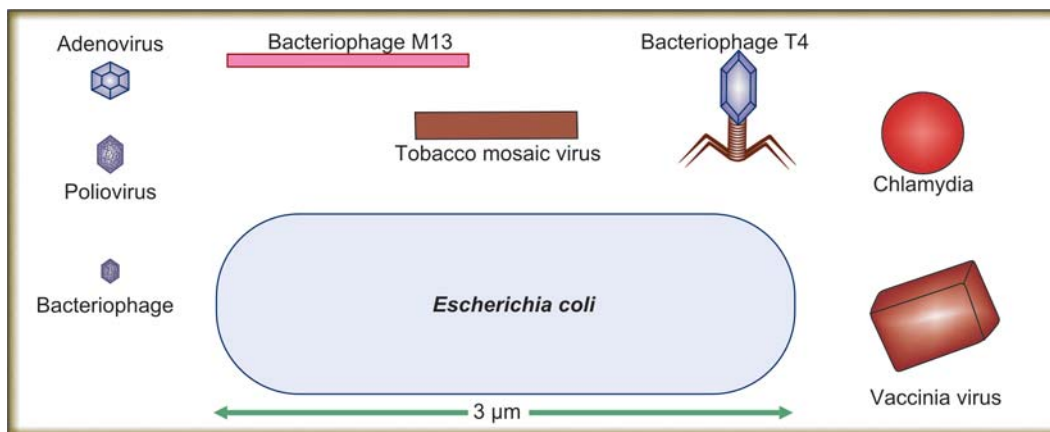 Adenovirus
Bacteriophage M13
Bacteriophage T4
Tobacco mosaic virus
Poliovirus
Chlamydia
Bacteriophage
Escherichia coli
Vaccinia virus
3 µm